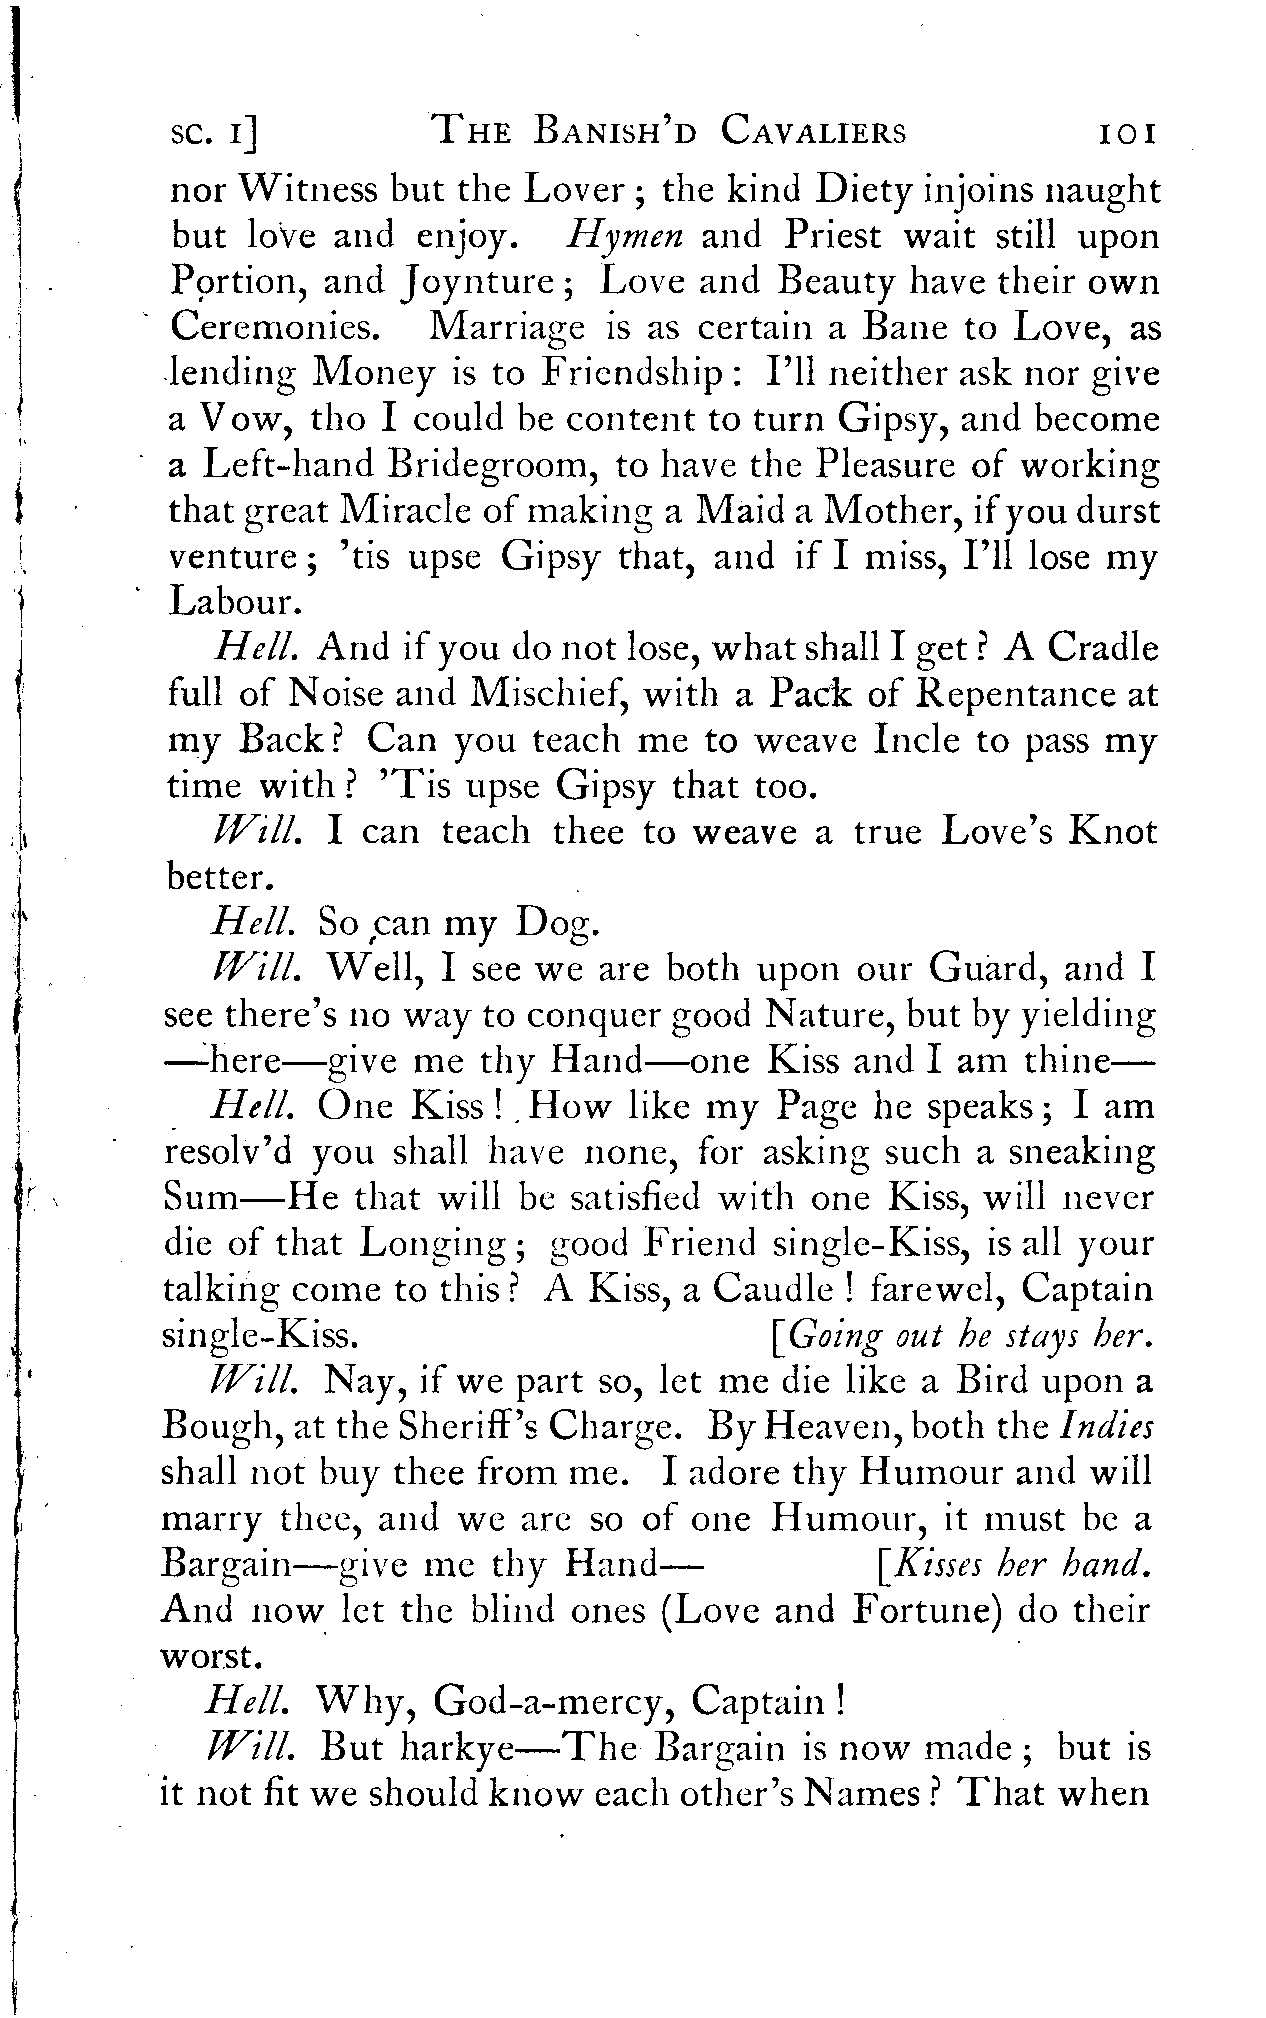 SC. I] THE BANISH'D CAVALIERS 101
nor Witness but the Lover ; the kind Diety injoins naught
but love and enjoy. Hymen and Priest wait still upon
Portion, and Joynture ; Love and Beauty have their own
Ceremonies. Marriage is as certain a Bane to Love, as
lending Money is to Friendship : I'll neither ask nor give
a Vow, tho I could be content to turn Gipsy, and become
a Left-hand Bridegroom, to have the Pleasure of working
that great Miracle of making a Maid a Mother, if you durst
venture ; 'tis upse Gipsy that, and if I miss, I'll lose my
Labour.
Hell. And if you do not lose, what shall I get ? A Cradle
full of Noise and Mischief, with a Pack of Repentance at
my Back ? Can you teach me to weave Incle to pass my
time with ? 'Tis upse Gipsy that too.
Will. I can teach thee to weave a true Love's Knot
better.
Hell. So can my Dog.
Will. Well, I see we are both upon our Guard, and I
see there's no way to conquer good Nature, but by yielding
—here—give me thy Hand—one Kiss and I am thine—
Hell. One Kiss ! How like my Page he speaks ; I am
resolv'd you shall have none, for asking such a sneaking
Sum—He that will be satisfied with one Kiss, will never
die of that Longing ; good Friend single-Kiss, is all your
talking come to this ? A Kiss, a Caudle ! farewel, Captain
single-Kiss. [Going out he stays her.
Will. Nay, if we part so, let me die like a Bird upon a
Bough, at the Sheriff's Charge. By Heaven, both the Indies
shall not buy thee from me. I adore thy Humour and will
marry thee, and we are so of one Humour, it must be a
Bargain—give me thy Hand— [Kisses her hand.
And now let the blind ones (Love and Fortune) do their
worst.
Hell. Why, God-a-mercy, Captain !
Will. But harkye—The Bargain is now made ; but is
it not fit we should know each other's Names ? That when